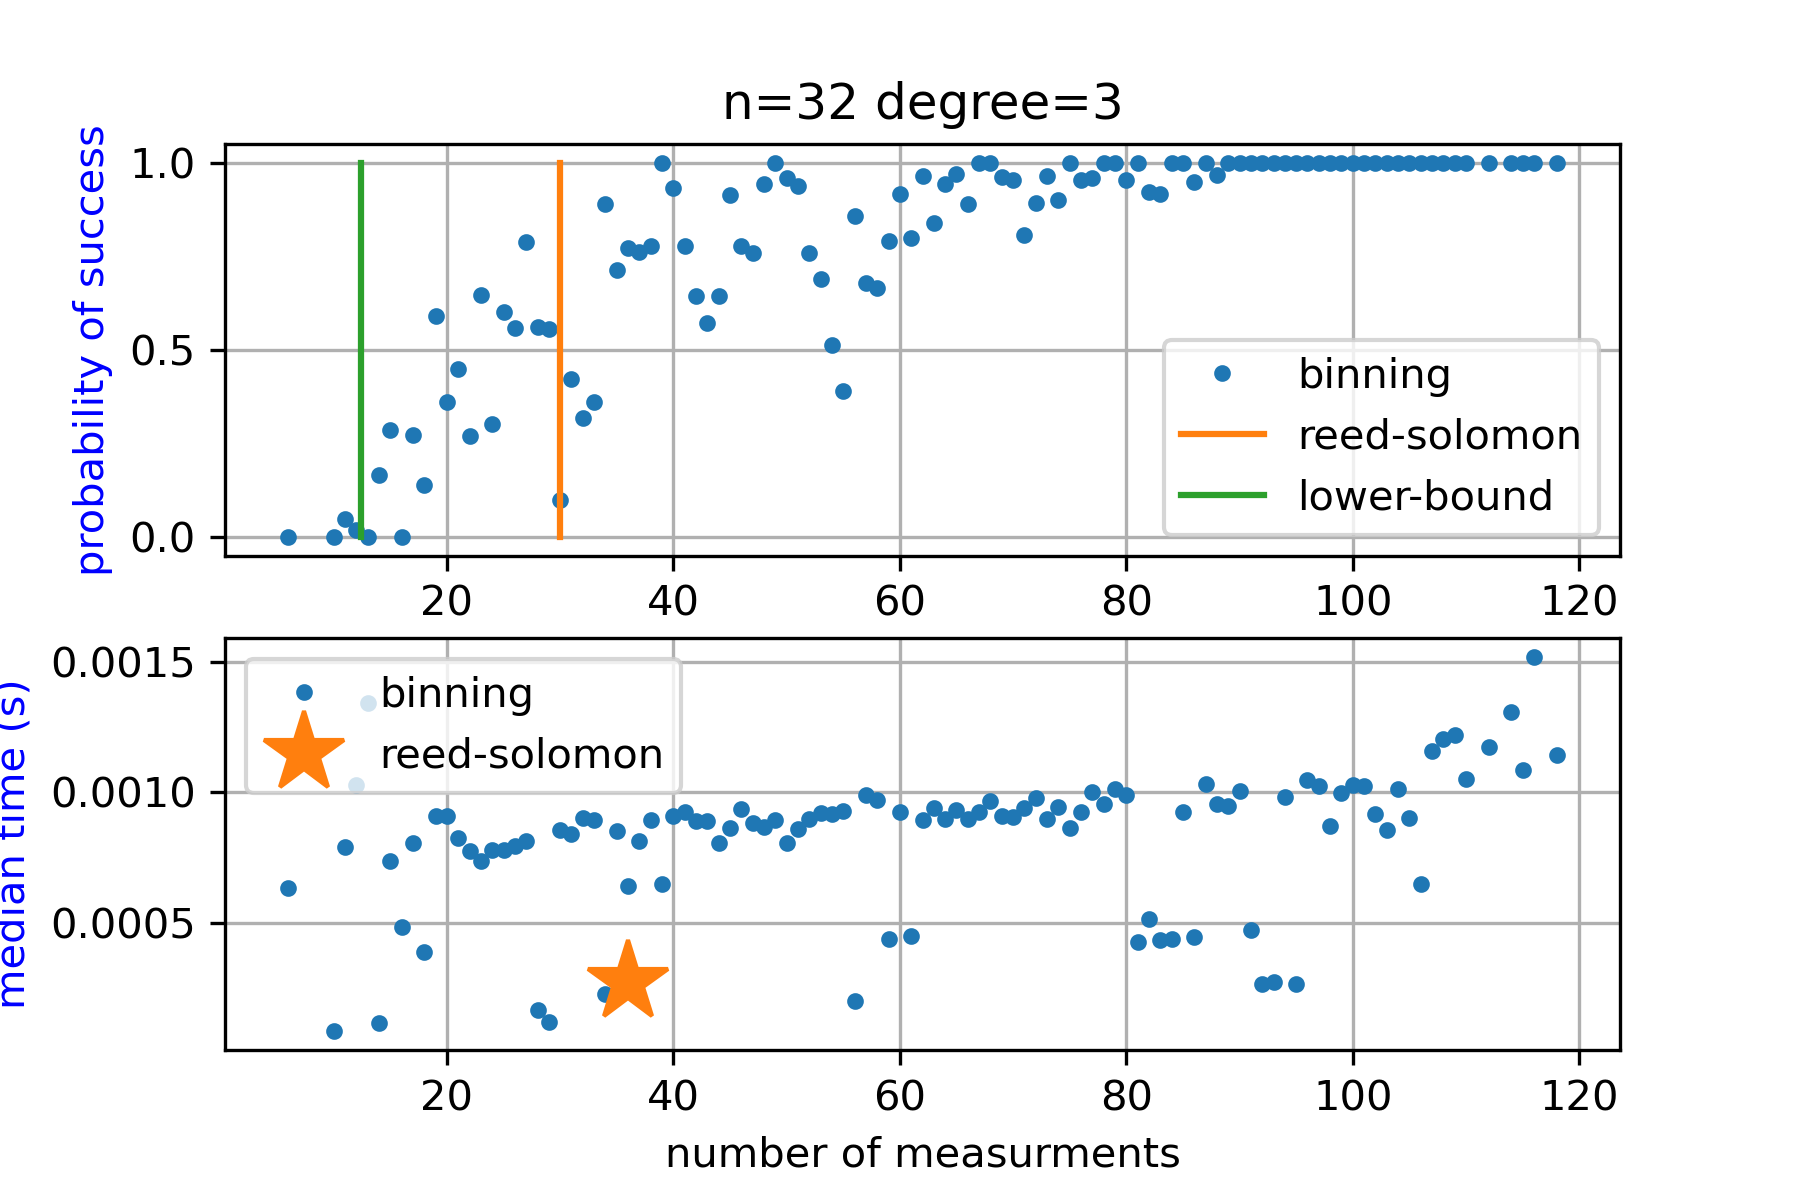 n=32 degree=3
probability of success
1.0
0.5
0.0
binning
reed-solomon
lower-bound
20 40 60 80 100 120
median time (s)
0.0015
0.0010
0.0005
binning
reed-solomon
20 40 60 80 100 120
number of measurments